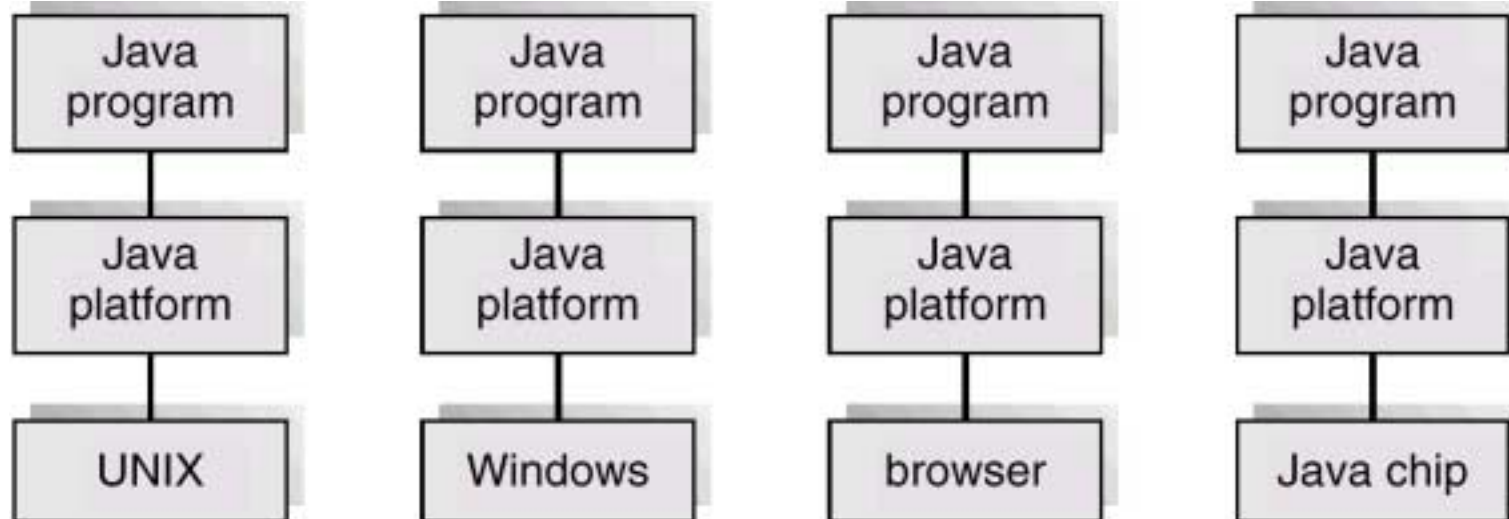 Java
program
Java
program
Java
program
Java
program
Java
platform
Java
platform
Java
platform
Java
platform
UNIX
Windows
browser
Java chip